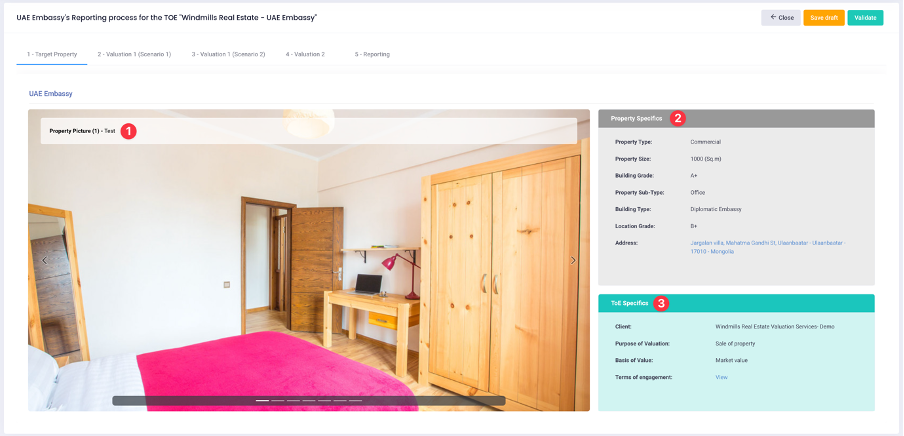 UAE Embassy's Reporting process for the TOE "Windmills Real Estate - UAE Embassy"
Close
Save draft
Validate
1 - Target Property
2 - Valuation 1 (Scenario 1)
3 - Valuation 1 (Scenario 2)
4 - Valuation 2
5 - Reporting
UAE Embassy
Property Picture (1) - Test
1
Property Specifics
2
Property Type: Commercial
Property Size: 1000 (Sq.m)
Building Grade: A+
Property Sub-Type: Office
Building Type: Diplomatic Embassy
Location Grade: B+
Address: Jargalan villa, Mahatma Gandhi St, Ulaanbaatar - Ulaanbaatar -
17010 - Mongolia
ToE Specifics
3
Client: Windmills Real Estate Valuation Services- Demo
Purpose of Valuation: Sale of property
Basis of Value: Market value
Terms of engagement: View